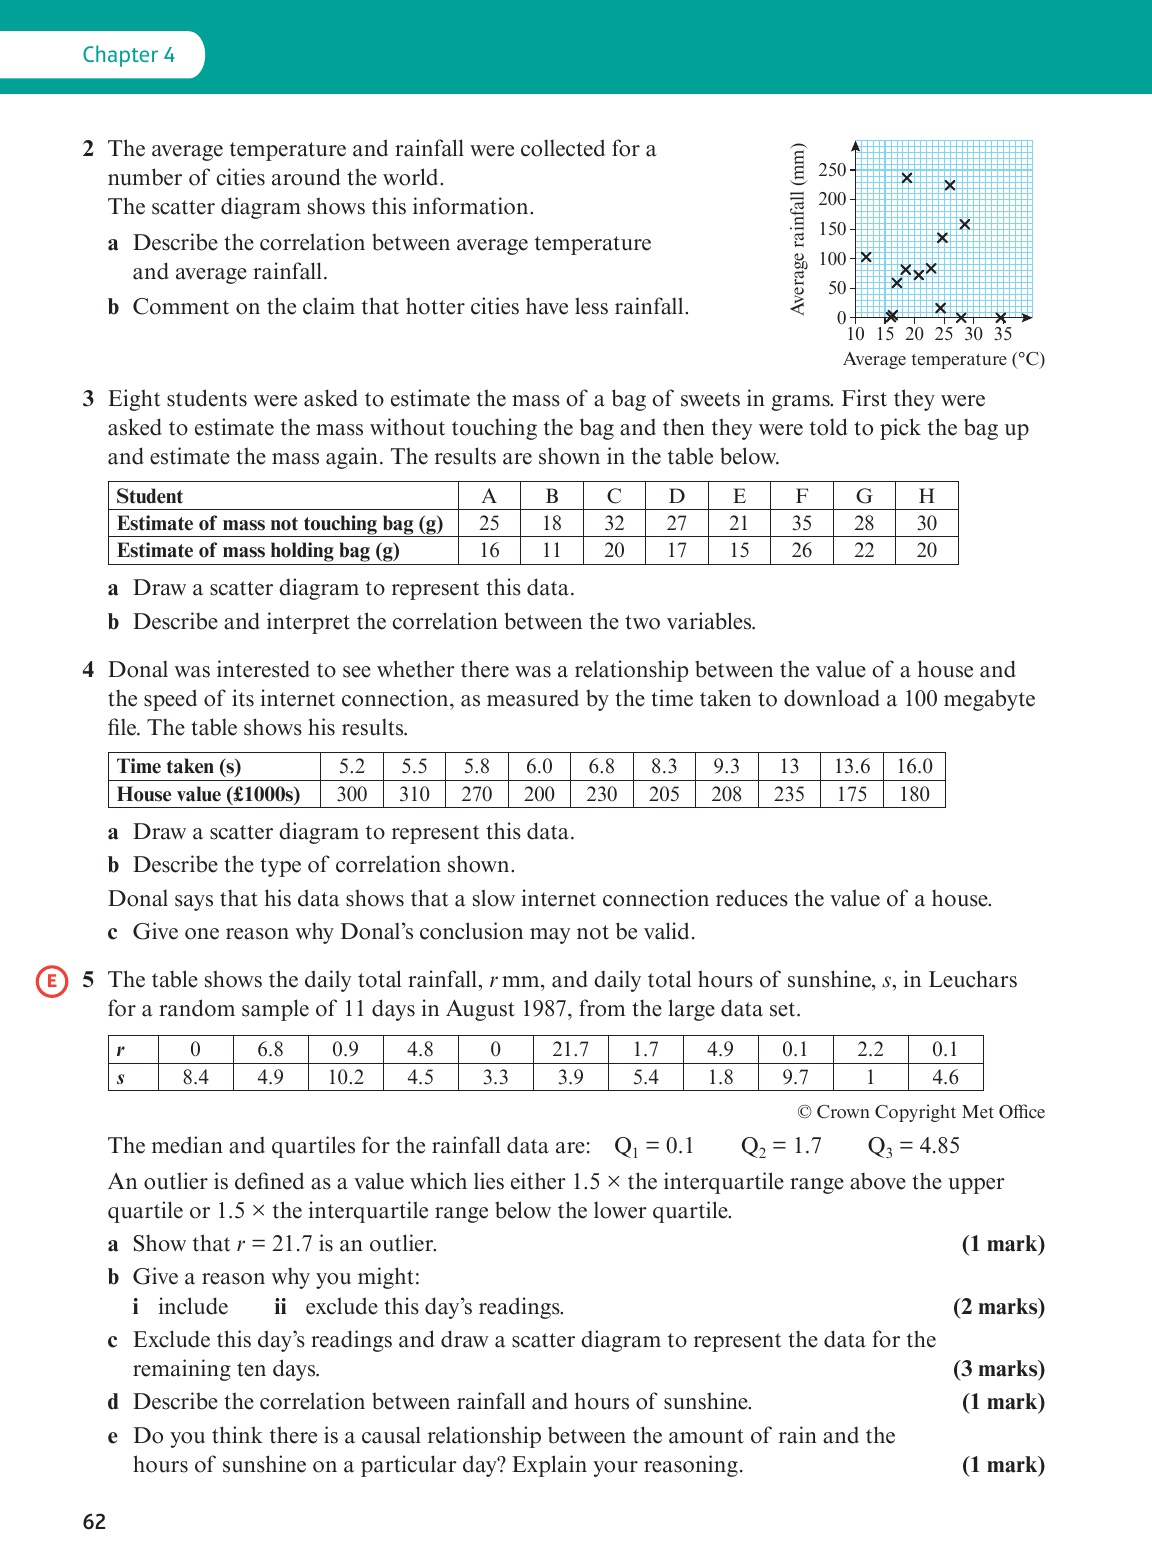 Chapter 4
2 The average temperature and rainfall were collected for a
number of cities around the world.
The scatter diagram shows this information.
a Describe the correlation between average temperature
and average rainfall.
b Comment on the claim that hotter cities have less rainfall.
Average rainfall (mm)
250
200
150
100
50
0
10 15 20 25 30 35
Average temperature (°C)
3 Eight students were asked to estimate the mass of a bag of sweets in grams. First they were
asked to estimate the mass without touching the bag and then they were told to pick the bag up
and estimate the mass again. The results are shown in the table below.
Student A B C D E F G H
Estimate of mass not touching bag (g) 25 18 32 27 21 35 28 30
Estimate of mass holding bag (g) 16 11 20 17 15 26 22 20
a Draw a scatter diagram to represent this data.
b Describe and interpret the correlation between the two variables.
4 Donal was interested to see whether there was a relationship between the value of a house and
the speed of its internet connection, as measured by the time taken to download a 100 megabyte
file. The table shows his results.
Time taken (s) 5.2 5.5 5.8 6.0 6.8 8.3 9.3 13 13.6 16.0
House value (£1000s) 300 310 270 200 230 205 208 235 175 180
a Draw a scatter diagram to represent this data.
b Describe the type of correlation shown.
Donal says that his data shows that a slow internet connection reduces the value of a house.
c Give one reason why Donal's conclusion may not be valid.
E 5 The table shows the daily total rainfall, r mm, and daily total hours of sunshine, s, in Leuchars
for a random sample of 11 days in August 1987, from the large data set.
r 0 6.8 0.9 4.8 0 21.7 1.7 4.9 0.1 2.2 0.1
s 8.4 4.9 10.2 4.5 3.3 3.9 5.4 1.8 9.7 1 4.6
© Crown Copyright Met Office
The median and quartiles for the rainfall data are: Q₁ = 0.1 Q₂ = 1.7 Q₃ = 4.85
An outlier is defined as a value which lies either 1.5 × the interquartile range above the upper
quartile or 1.5 × the interquartile range below the lower quartile.
a Show that r = 21.7 is an outlier. (1 mark)
b Give a reason why you might:
i include ii exclude this day's readings. (2 marks)
c Exclude this day's readings and draw a scatter diagram to represent the data for the
remaining ten days. (3 marks)
d Describe the correlation between rainfall and hours of sunshine. (1 mark)
e Do you think there is a causal relationship between the amount of rain and the
hours of sunshine on a particular day? Explain your reasoning. (1 mark)
62